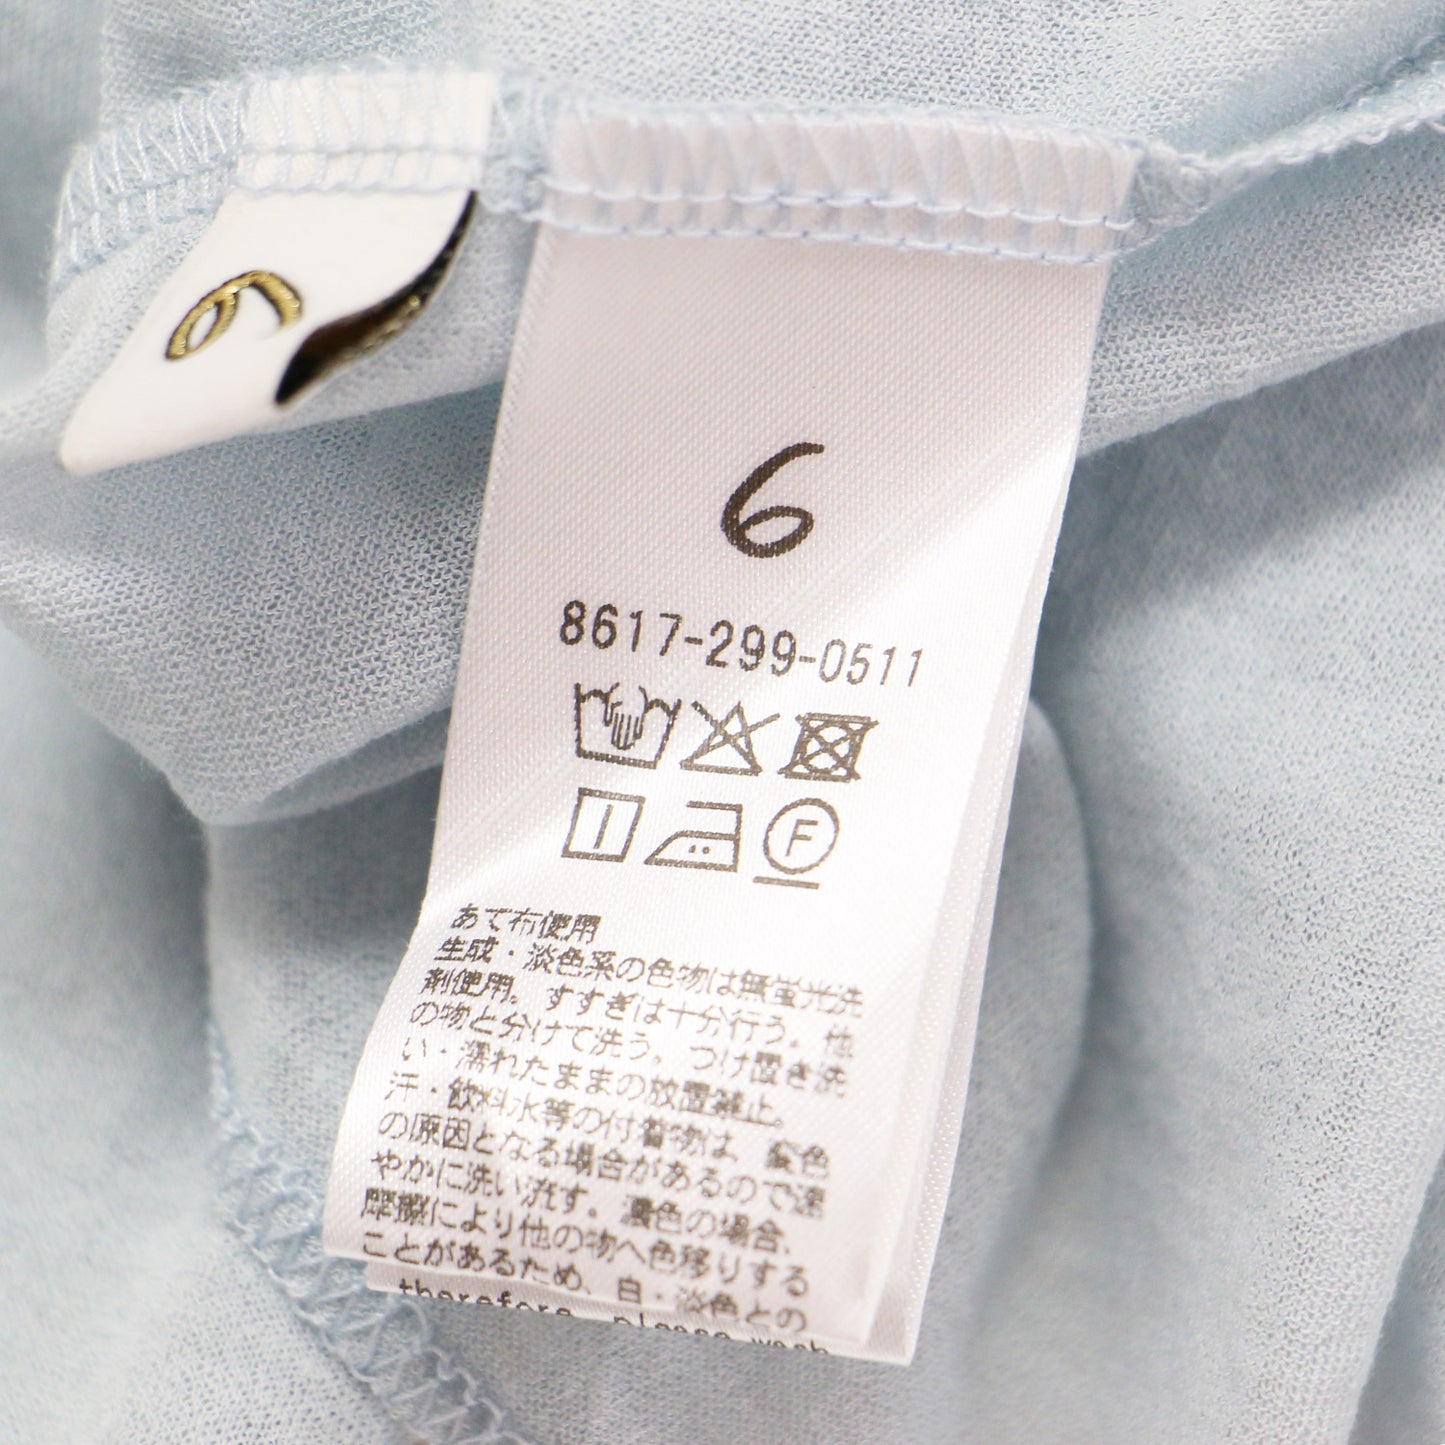 6
6
8617-299-0511
F
あて布使用
生成・淡色系の色物は無蛍光洗
剤使用。すすぎは十分行う。他
の物と分けて洗う。つけ置き洗
い・濡れたままの放置禁止。
汗・飲料水等の付着物は、変色
の原因となる場合があるので速
やかに洗い流す。濃色の場合、
摩擦により他の物へ色移りする
ことがあるため、白・淡色との
therefore, please wash